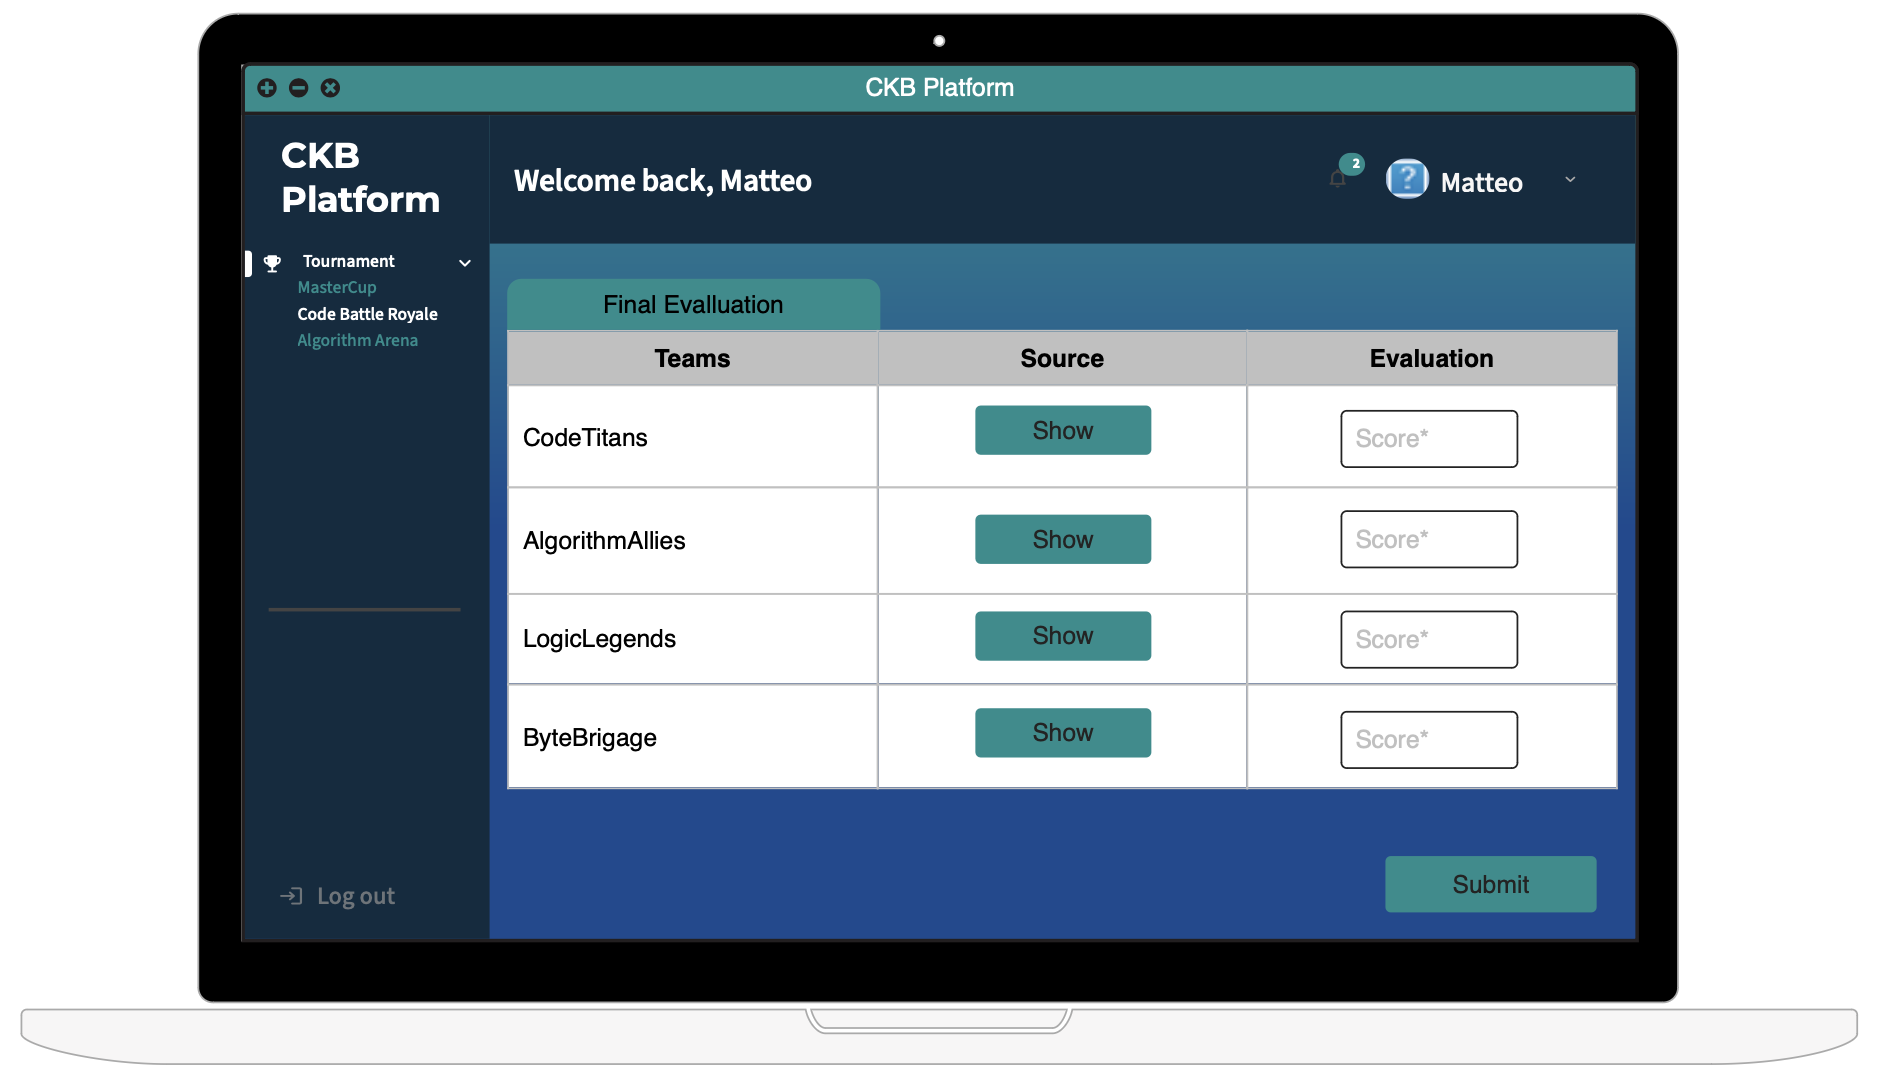 CKB Platform
CKB
Platform
Welcome back, Matteo
2
Matteo
Tournament
MasterCup
Code Battle Royale
Algorithm Arena
Final Evalluation
Teams Source Evaluation
CodeTitans Show Score*
AlgorithmAllies Show Score*
LogicLegends Show Score*
ByteBrigage Show Score*
Log out
Submit